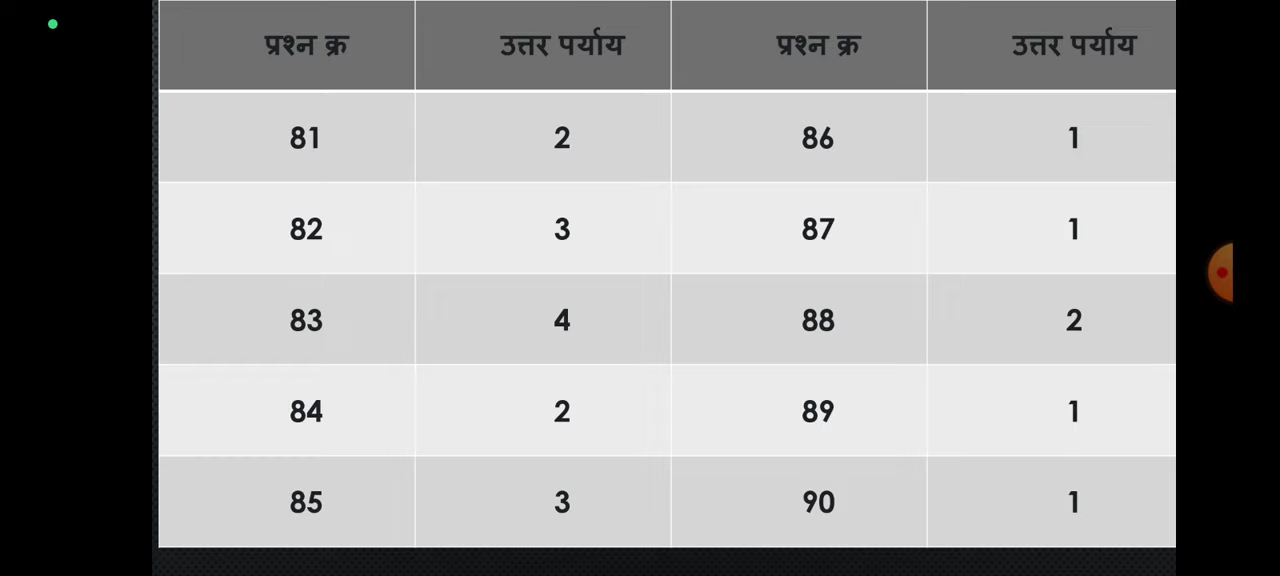 प्रश्न क्र उत्तर पर्याय प्रश्न क्र उत्तर पर्याय
81 2 86 1
82 3 87 1
83 4 88 2
84 2 89 1
85 3 90 1